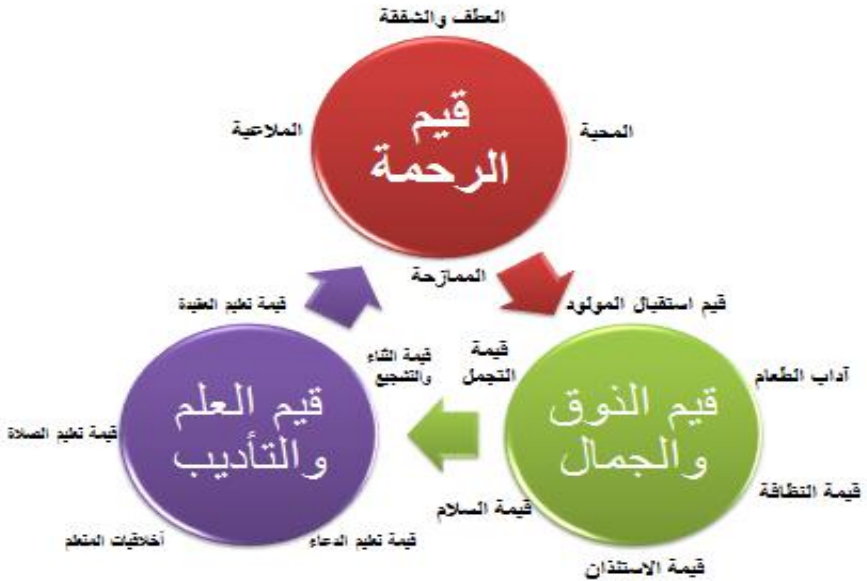 العطف والشفقة
قيم
الرحمة
المحبة
الملاعبة
الممازحة
قيم استقبال المولود
قيمة
التجمل
آداب الطعام
قيم الذوق
والجمال
قيمة النظافة
قيمة السلام
قيمة الاستئذان
قيمة تعليم العقيدة
قيمة الثناء
والتشجيع
قيم العلم
والتأديب
قيمة تعليم الصلاة
قيمة تعليم الدعاء
أخلاقيات المتعلم